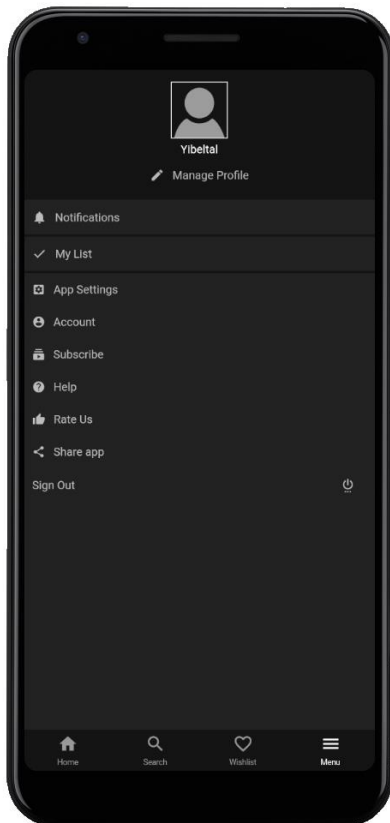 Yibeltal
Manage Profile
Notifications
My List
App Settings
Account
Subscribe
Help
Rate Us
Share app
Sign Out
Home Search Wishlist Menu